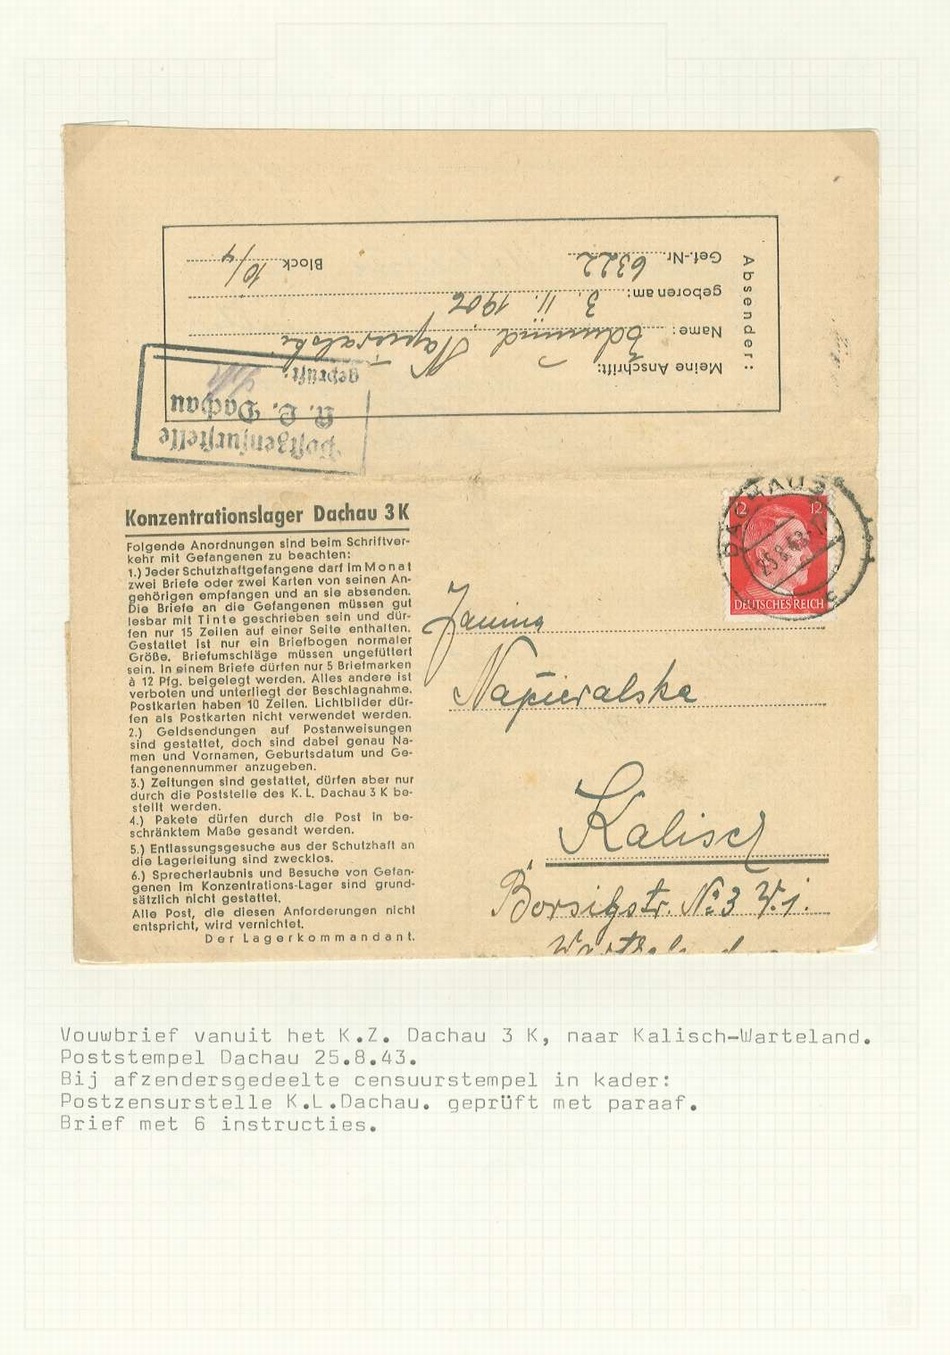 Absender:
Meine Anschrift:
Name: Edmund Napieralski
geboren am: 3. 11. 1906
Gef.-Nr. 6322 Block 10/4
Postzensurstelle
K. L. Dachau
geprüft:
DACHAU 3
25.8.43
12 12
DEUTSCHES REICH
Konzentrationslager Dachau 3 K
Folgende Anordnungen sind beim Schriftver-
kehr mit Gefangenen zu beachten:
1.) Jeder Schutzhaftgefangene darf im Monat
zwei Briefe oder zwei Karten von seinen An-
gehörigen empfangen und an sie absenden.
Die Briefe an die Gefangenen müssen gut
lesbar mit Tinte geschrieben sein und dür-
fen nur 15 Zeilen auf einer Seite enthalten.
Gestattet ist nur ein Briefbogen normaler
Größe. Briefumschläge müssen ungefüttert
sein. In einem Briefe dürfen nur 5 Briefmarken
à 12 Pfg. beigelegt werden. Alles andere ist
verboten und unterliegt der Beschlagnahme.
Postkarten haben 10 Zeilen. Lichtbilder dür-
fen als Postkarten nicht verwendet werden.
2.) Geldsendungen auf Postanweisungen
sind gestattet, doch sind dabei genau Na-
men und Vornamen, Geburtsdatum und Ge-
fangenennummer anzugeben.
3.) Zeitungen sind gestattet, dürfen aber nur
durch die Poststelle des K. L. Dachau 3 K be-
stellt werden.
4.) Pakete dürfen durch die Post in be-
schränktem Maße gesandt werden.
5.) Entlassungsgesuche aus der Schutzhaft an
die Lagerleitung sind zwecklos.
6.) Sprecherlaubnis und Besuche von Gefan-
genen im Konzentrations-Lager sind grund-
sätzlich nicht gestattet.
Alle Post, die diesen Anforderungen nicht
entspricht, wird vernichtet.
Der Lagerkommandant.
Janina
Napieralska
Kalisch
Borsigstr. No 3 W. 1.
Vouwbrief vanuit het K.Z. Dachau 3 K, naar Kalisch-Warteland.
Poststempel Dachau 25.8.43.
Bij afzendersgedeelte censuurstempel in kader:
Postzensurstelle K.L.Dachau. geprüft met paraaf.
Brief met 6 instructies.